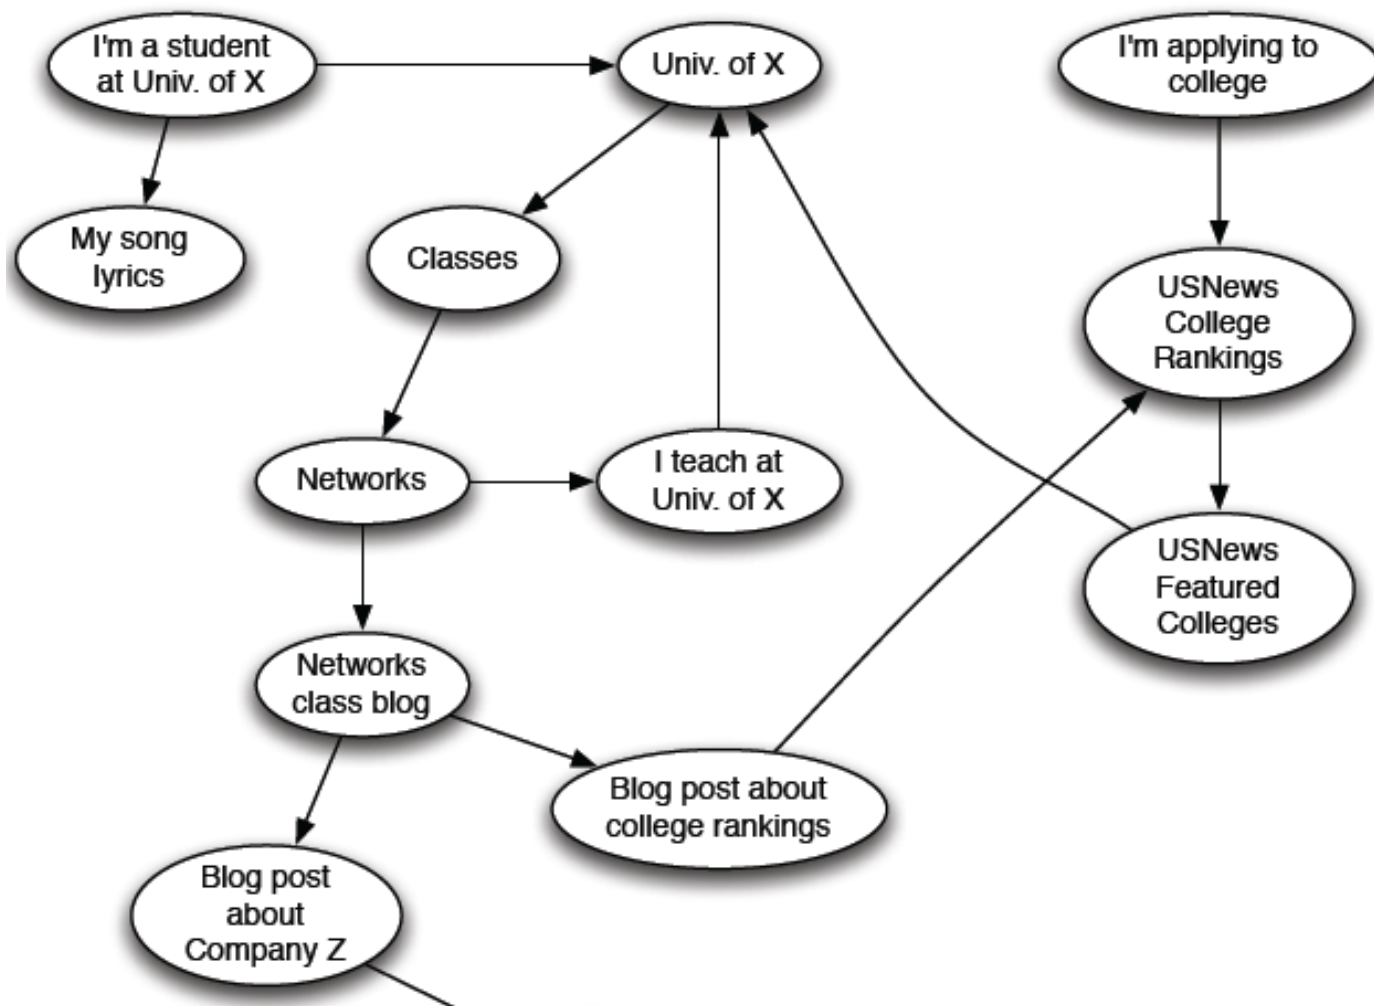 I'm a student
at Univ. of X
Univ. of X
I'm applying to
college
My song
lyrics
Classes
USNews
College
Rankings
Networks
I teach at
Univ. of X
USNews
Featured
Colleges
Networks
class blog
Blog post about
college rankings
Blog post
about
Company Z